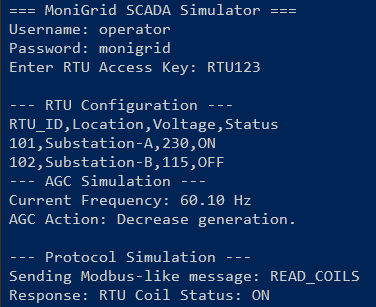 === MoniGrid SCADA Simulator ===
Username: operator
Password: monigrid
Enter RTU Access Key: RTU123
--- RTU Configuration ---
RTU_ID,Location,Voltage,Status
101,Substation-A,230,ON
102,Substation-B,115,OFF
--- AGC Simulation ---
Current Frequency: 60.10 Hz
AGC Action: Decrease generation.
--- Protocol Simulation ---
Sending Modbus-like message: READ_COILS
Response: RTU Coil Status: ON